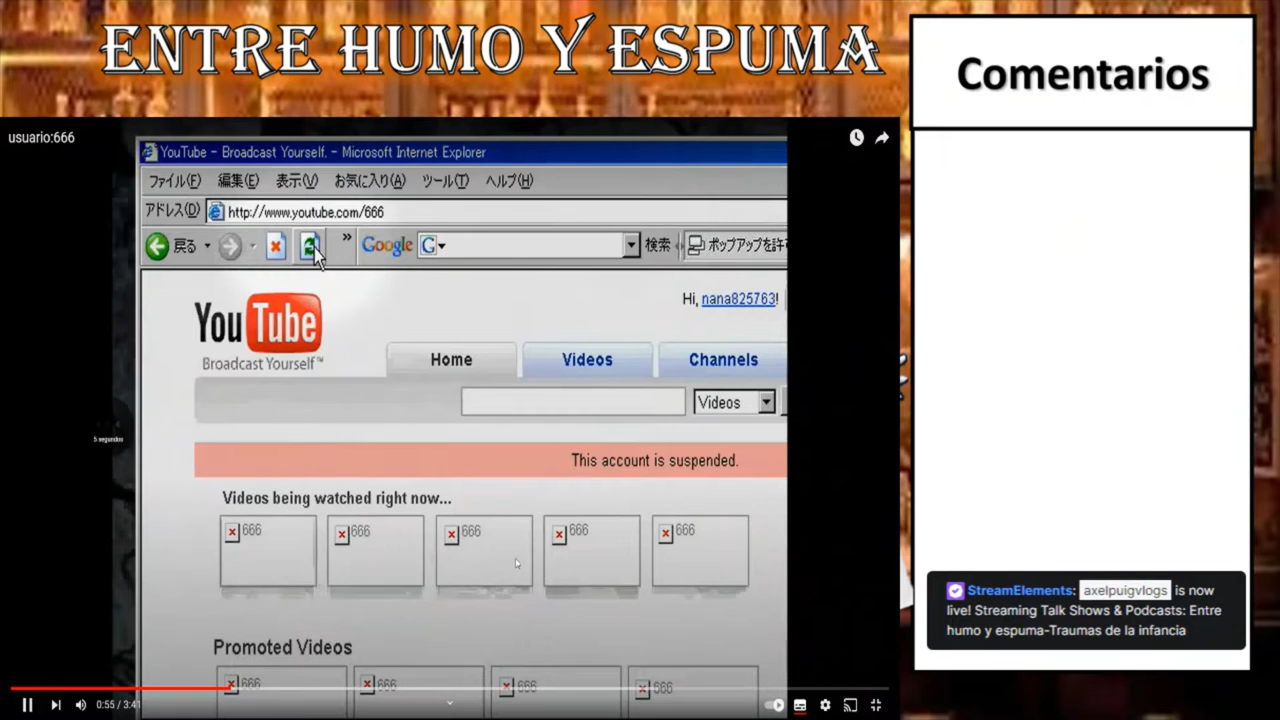 ENTRE HUMO Y ESPUMA
Comentarios
usuario:666
YouTube - Broadcast Yourself. - Microsoft Internet Explorer
ファイル(F) 編集(E) 表示(V) お気に入り(A) ツール(T) ヘルプ(H)
アドレス(D) http://www.youtube.com/666
戻る » Google G 検索 ポップアップを許
Hi, nana825763!
YouTube
Broadcast Yourself™
Home Videos Channels
Videos
5 segundos
This account is suspended.
Videos being watched right now...
666 666 666 666 666
Promoted Videos
666 666 666 666
0:55 / 3:41
StreamElements: axelpuigvlogs is now
live! Streaming Talk Shows & Podcasts: Entre
humo y espuma-Traumas de la infancia